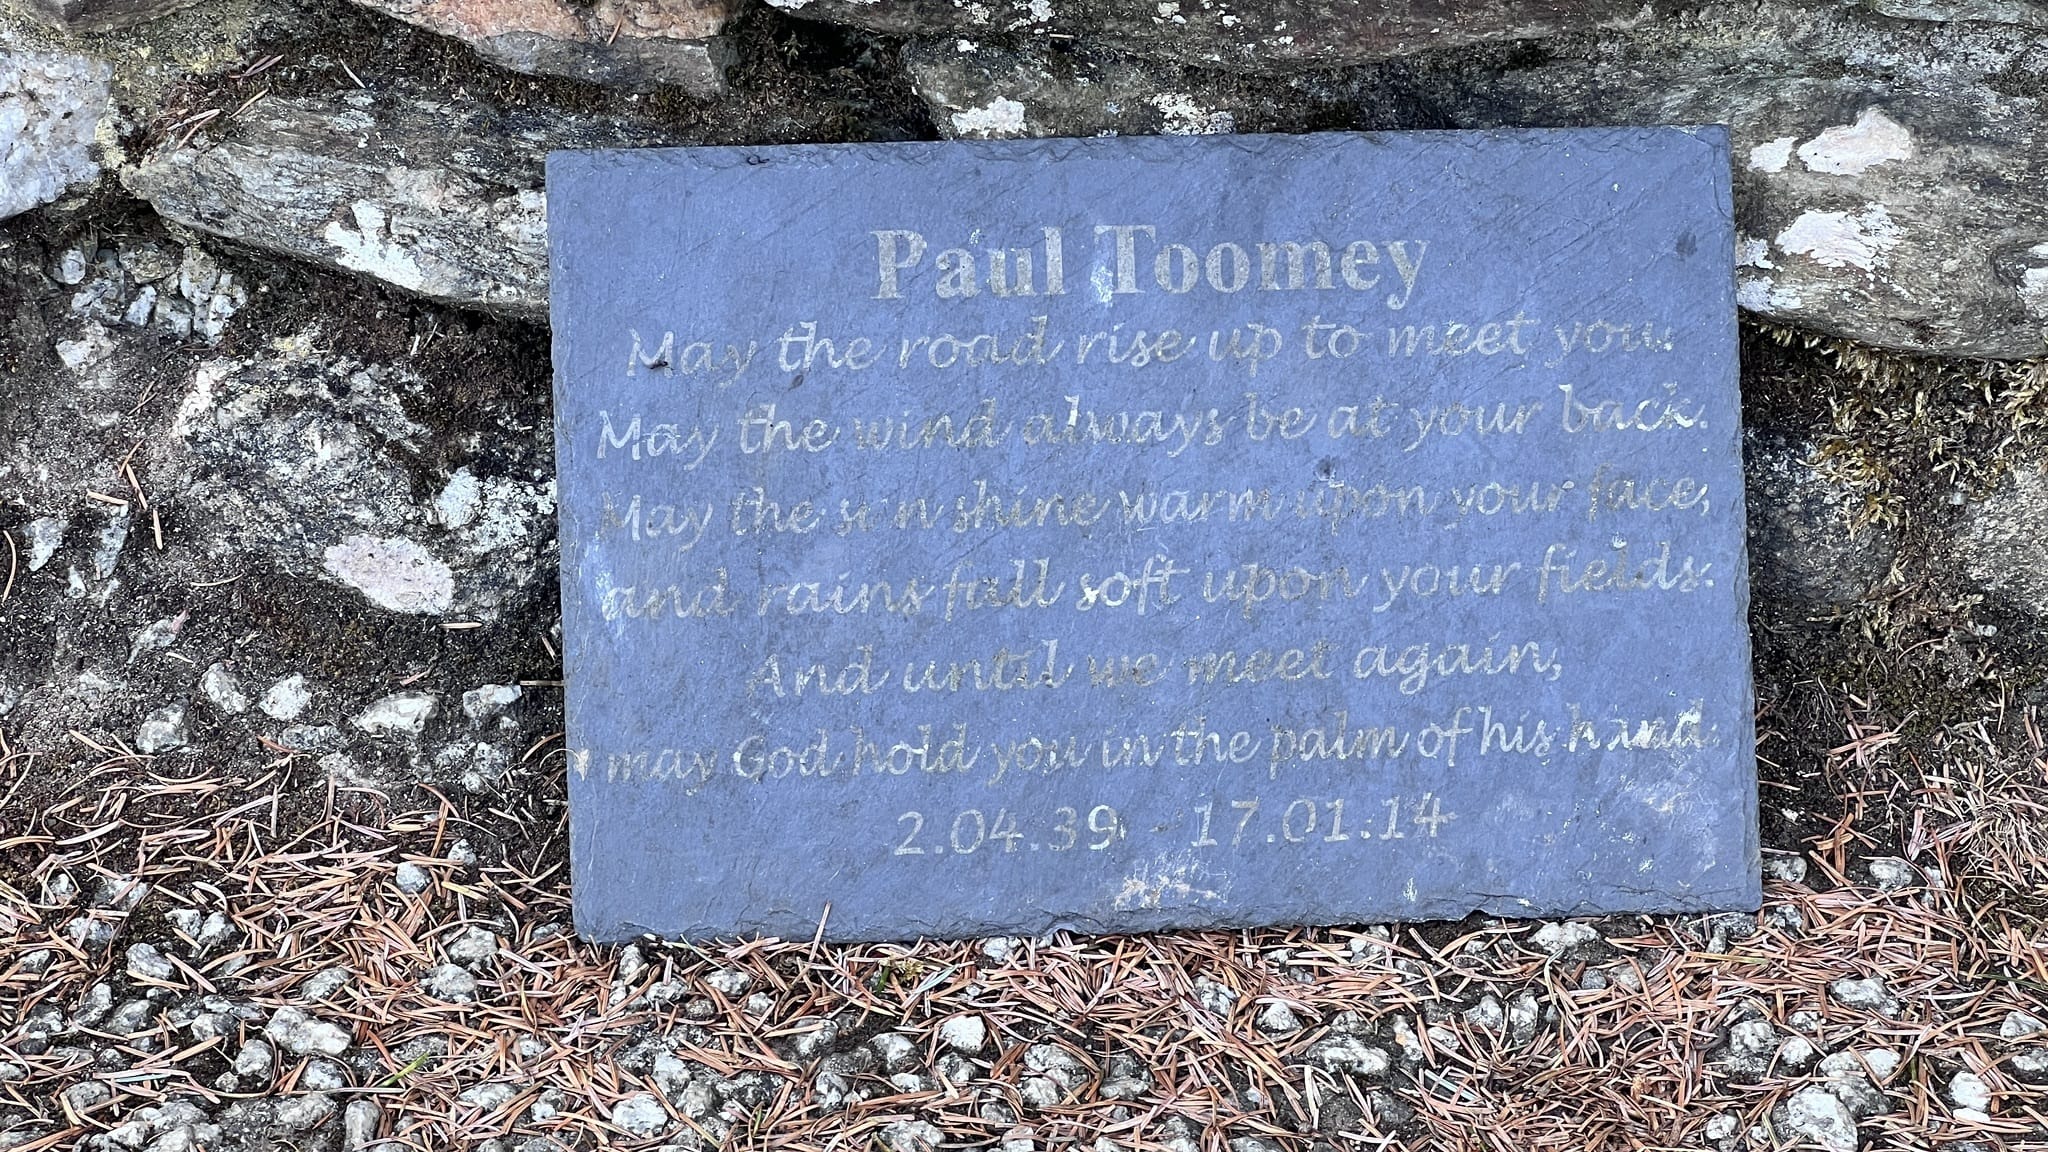 Paul Toomey
May the road rise up to meet you.
May the wind always be at your back.
May the sun shine warm upon your face,
and rains fall soft upon your fields.
And until we meet again,
may God hold you in the palm of his hand.
2.04.39 - 17.01.14